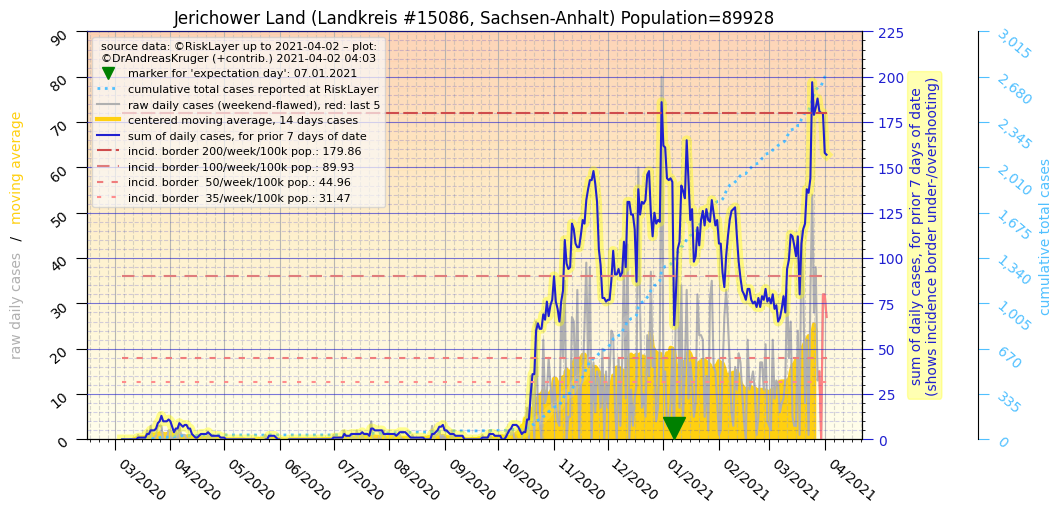 Jerichower Land (Landkreis #15086, Sachsen-Anhalt) Population=89928
source data: ©RiskLayer up to 2021-04-02 – plot:
©DrAndreasKruger (+contrib.) 2021-04-02 04:03
marker for 'expectation day': 07.01.2021
cumulative total cases reported at RiskLayer
raw daily cases (weekend-flawed), red: last 5
centered moving average, 14 days cases
sum of daily cases, for prior 7 days of date
incid. border 200/week/100k pop.: 179.86
incid. border 100/week/100k pop.: 89.93
incid. border  50/week/100k pop.: 44.96
incid. border  35/week/100k pop.: 31.47
raw daily cases / moving average
90
80
70
60
50
40
30
20
10
0
03/2020
04/2020
05/2020
06/2020
07/2020
08/2020
09/2020
10/2020
11/2020
12/2020
01/2021
02/2021
03/2021
04/2021
225
200
175
150
125
100
75
50
25
0
sum of daily cases, for prior 7 days of date
(shows incidence border under-/overshooting)
3,015
2,680
2,345
2,010
1,675
1,340
1,005
670
335
0
cumulative total cases